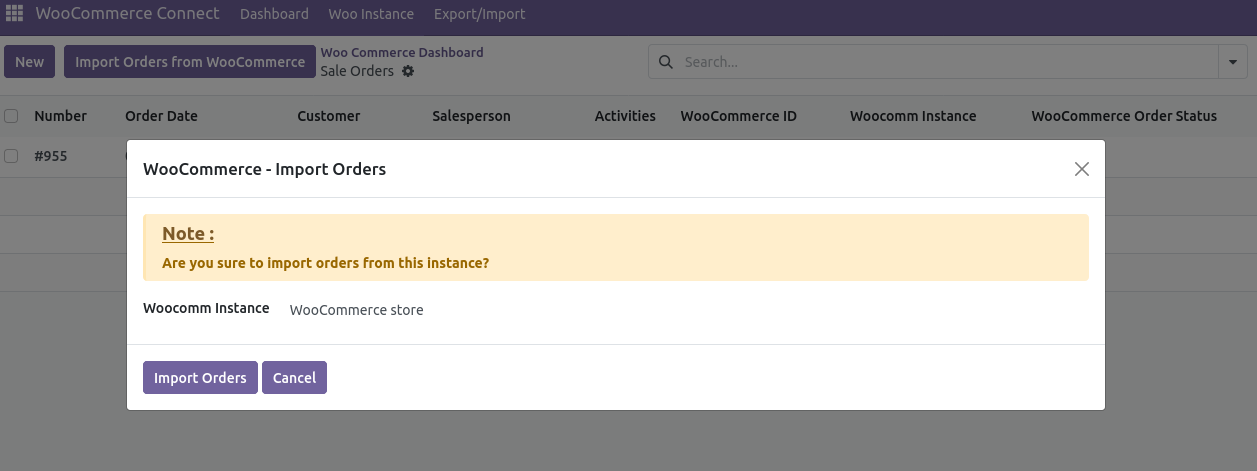 WooCommerce Connect Dashboard Woo Instance Export/Import
New Import Orders from WooCommerce Woo Commerce Dashboard
Sale Orders
Search...
Number Order Date Customer Salesperson Activities WooCommerce ID Woocomm Instance WooCommerce Order Status
#955
WooCommerce - Import Orders
Note :
Are you sure to import orders from this instance?
Woocomm Instance WooCommerce store
Import Orders Cancel